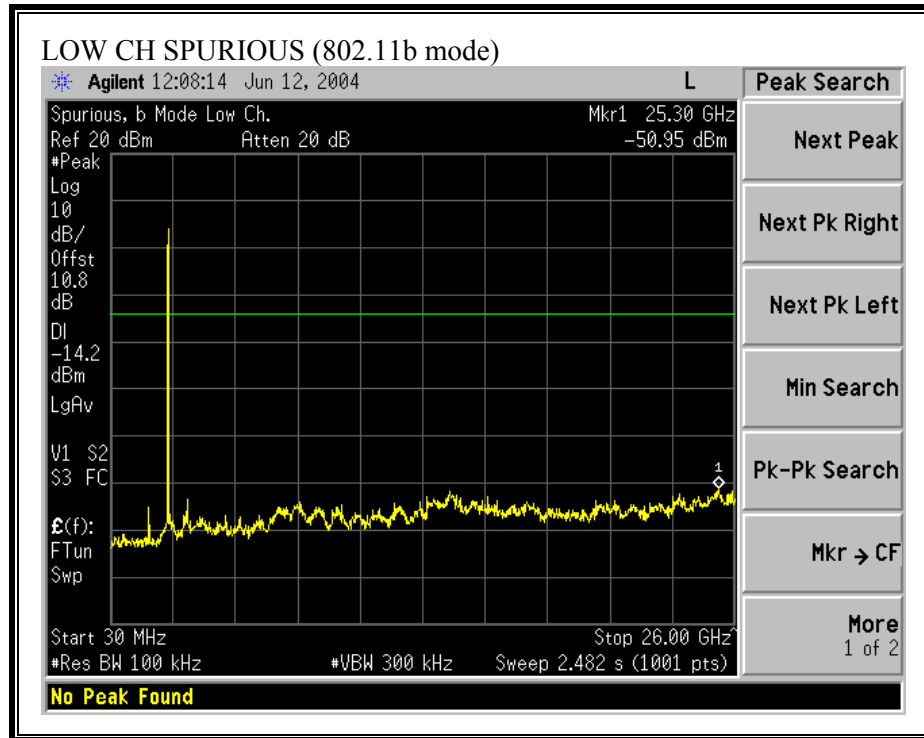 LOW CH SPURIOUS (802.11b mode)
Agilent 12:08:14 Jun 12, 2004 L
Peak Search
Spurious, b Mode Low Ch. Mkr1 25.30 GHz
Ref 20 dBm Atten 20 dB -50.95 dBm
#Peak
Log
10
dB/
Offst
10.8
dB
DI
-14.2
dBm
LgAv
V1 S2
S3 FC
£(f):
FTun
Swp
1
Start 30 MHz Stop 26.00 GHz^
#Res BW 100 kHz #VBW 300 kHz Sweep 2.482 s (1001 pts)
No Peak Found
Next Peak
Next Pk Right
Next Pk Left
Min Search
Pk-Pk Search
Mkr → CF
More
1 of 2